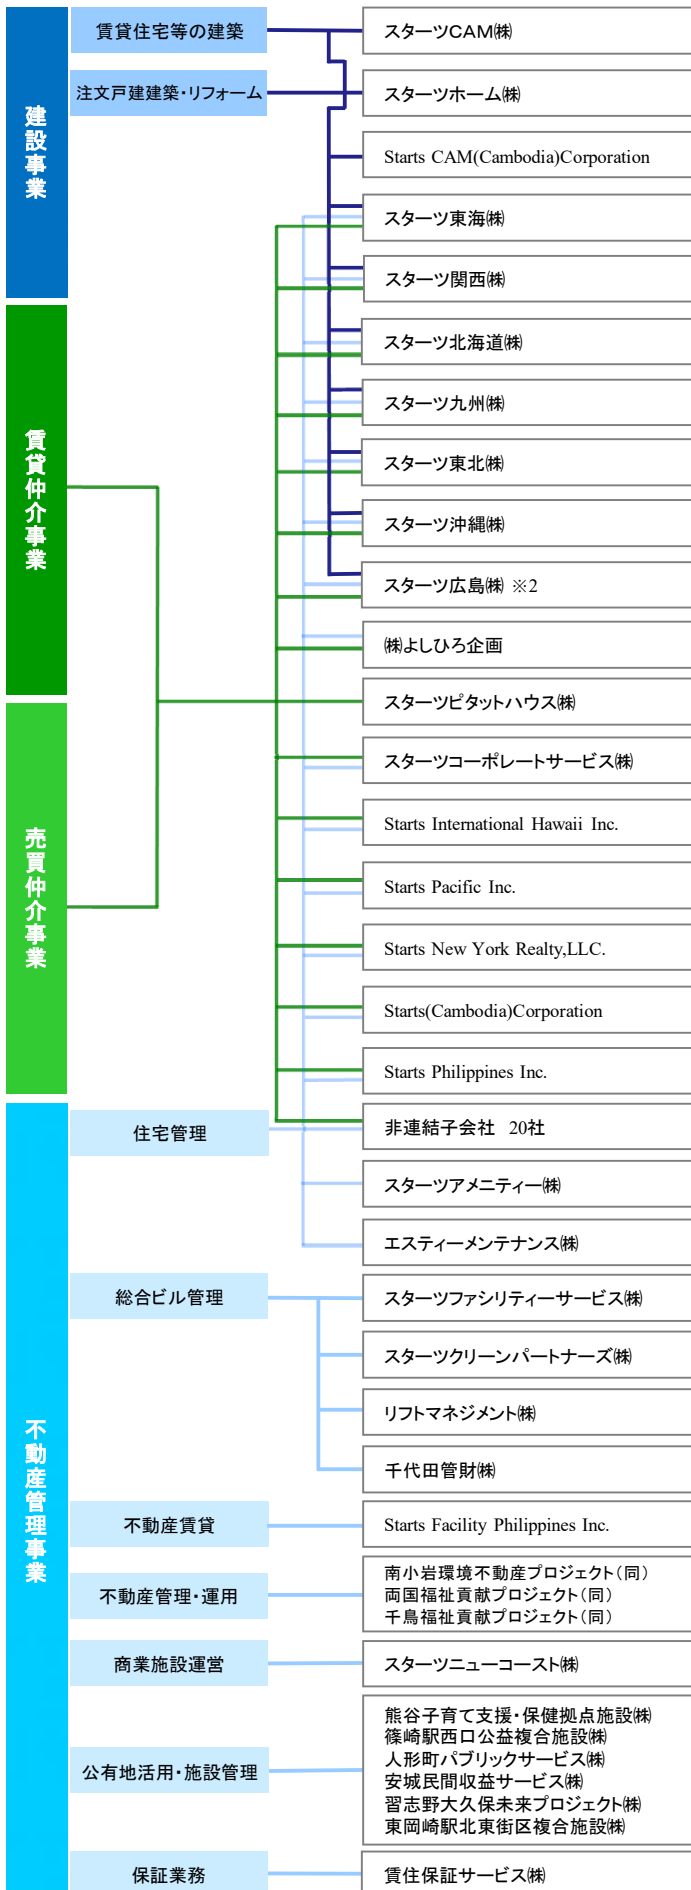 建設事業
賃貸住宅等の建築
スターツCAM㈱
注文戸建建築・リフォーム
スターツホーム㈱
Starts CAM(Cambodia)Corporation
スターツ東海㈱
スターツ関西㈱
スターツ北海道㈱
スターツ九州㈱
スターツ東北㈱
スターツ沖縄㈱
スターツ広島㈱ ※2
㈱よしひろ企画
賃貸仲介事業
スターツピタットハウス㈱
スターツコーポレートサービス㈱
売買仲介事業
Starts International Hawaii Inc.
Starts Pacific Inc.
Starts New York Realty,LLC.
Starts(Cambodia)Corporation
Starts Philippines Inc.
不動産管理事業
住宅管理
非連結子会社 20社
スターツアメニティー㈱
エスティーメンテナンス㈱
総合ビル管理
スターツファシリティーサービス㈱
スターツクリーンパートナーズ㈱
リフトマネジメント㈱
千代田管財㈱
不動産賃貸
Starts Facility Philippines Inc.
不動産管理・運用
南小岩環境不動産プロジェクト(同)
両国福祉貢献プロジェクト(同)
千鳥福祉貢献プロジェクト(同)
商業施設運営
スターツニューコースト㈱
公有地活用・施設管理
熊谷子育て支援・保健拠点施設㈱
篠崎駅西口公益複合施設㈱
人形町パブリックサービス㈱
安城民間収益サービス㈱
習志野大久保未来プロジェクト㈱
東岡崎駅北東街区複合施設㈱
保証業務
賃住保証サービス㈱